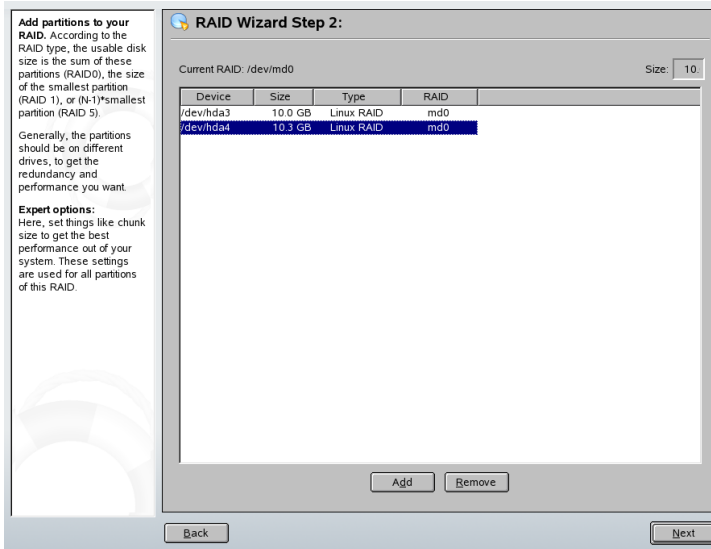 Add partitions to your
RAID. According to the
RAID type, the usable disk
size is the sum of these
partitions (RAID0), the size
of the smallest partition
(RAID 1), or (N-1)*smallest
partition (RAID 5).
Generally, the partitions
should be on different
drives, to get the
redundancy and
performance you want.
Expert options:
Here, set things like chunk
size to get the best
performance out of your
system. These settings
are used for all partitions
of this RAID.
RAID Wizard Step 2:
Current RAID: /dev/md0 Size: 10.
Device Size Type RAID
/dev/hda3 10.0 GB Linux RAID md0
/dev/hda4 10.3 GB Linux RAID md0
Add Remove
Back Next